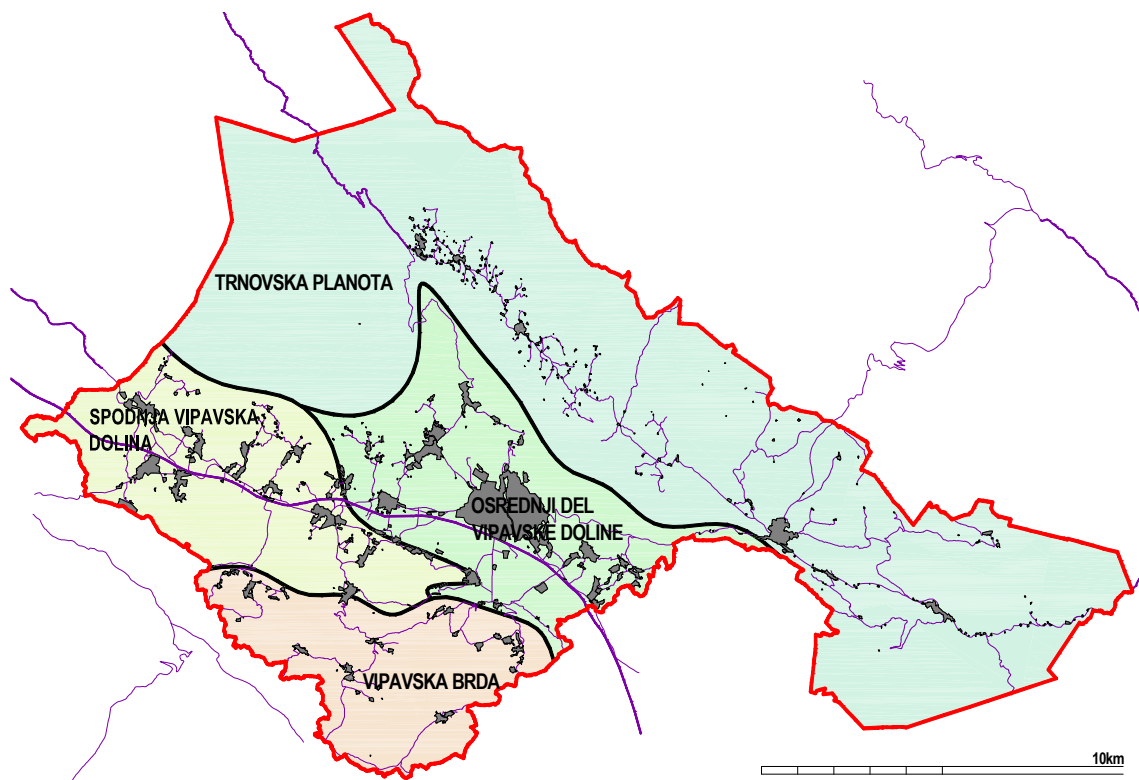 TRNOVSKA PLANOTA
SPODNJA VIPAVSKA
DOLINA
OSREDNJI DEL
VIPAVSKE DOLINE
VIPAVSKA BRDA
10km